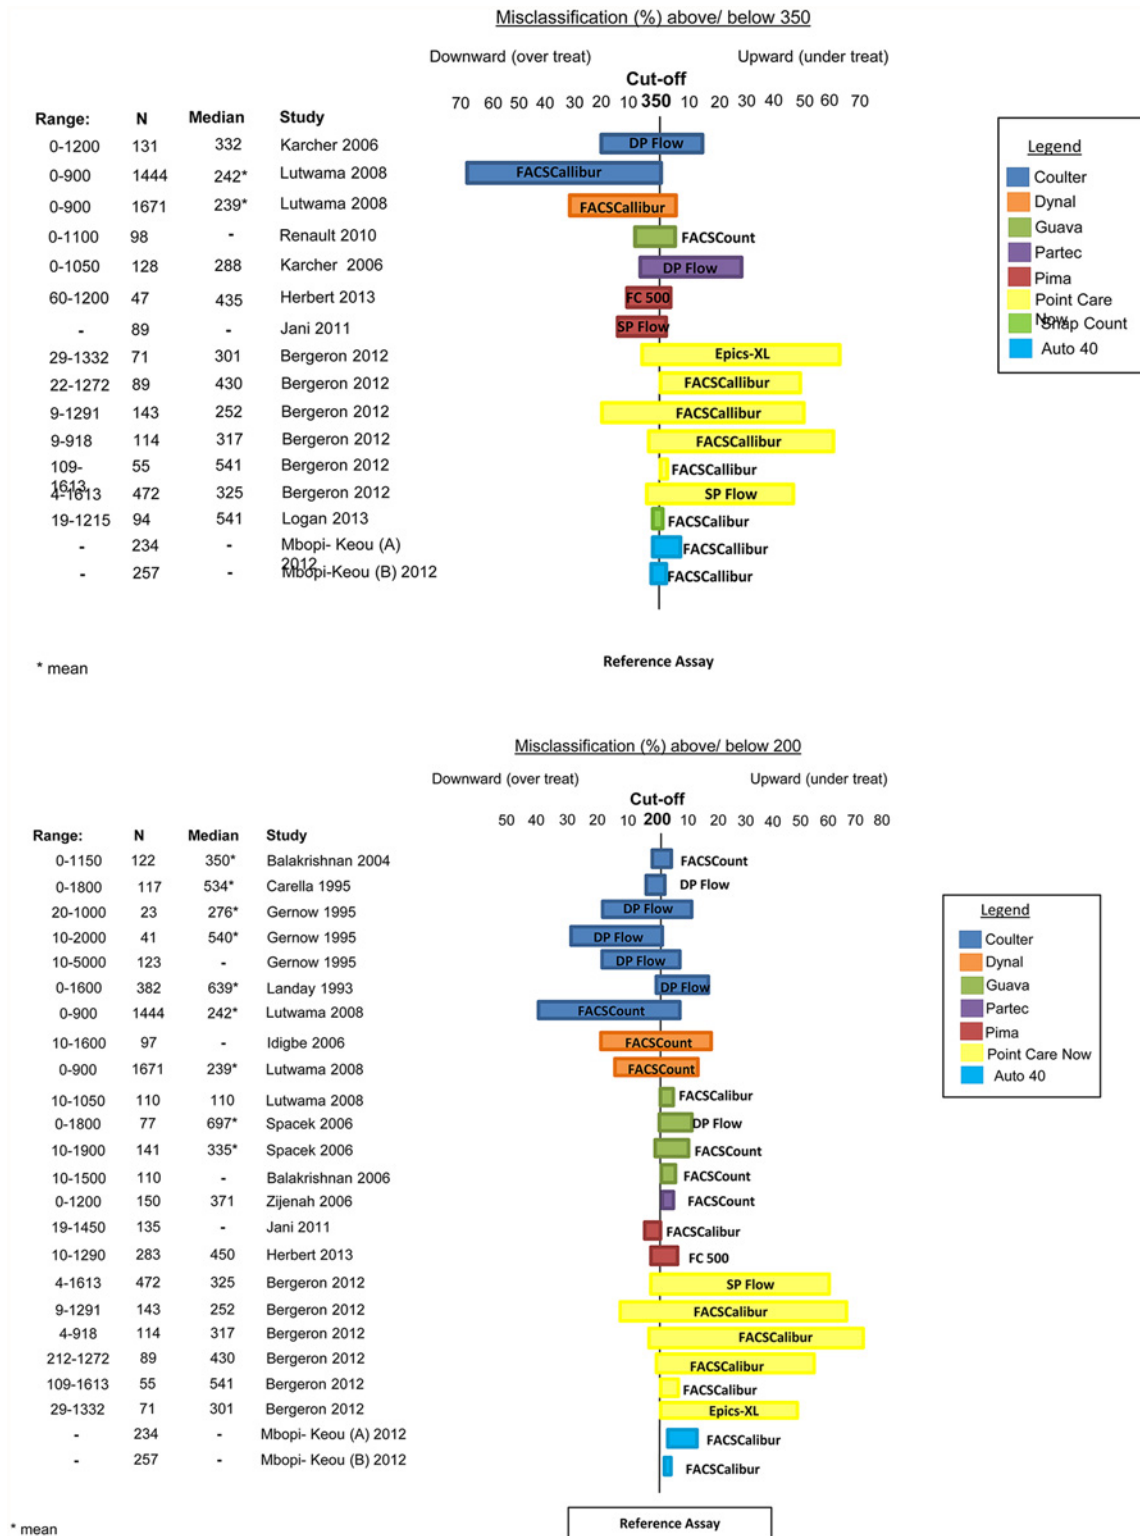 Misclassification (%) above/ below 350
Downward (over treat) Upward (under treat)
Cut-off
70 60 50 40 30 20 10 350 10 20 30 40 50 60 70
Range: N Median Study
0-1200 131 332 Karcher 2006 DP Flow
0-900 1444 242* Lutwama 2008 FACSCallibur
0-900 1671 239* Lutwama 2008 FACSCallibur
0-1100 98 - Renault 2010 FACSCount
0-1050 128 288 Karcher 2006 DP Flow
60-1200 47 435 Herbert 2013 FC 500
- 89 - Jani 2011 SP Flow
29-1332 71 301 Bergeron 2012 Epics-XL
22-1272 89 430 Bergeron 2012 FACSCallibur
9-1291 143 252 Bergeron 2012 FACSCallibur
9-918 114 317 Bergeron 2012 FACSCallibur
109-1613 55 541 Bergeron 2012 FACSCallibur
4-1613 472 325 Bergeron 2012 SP Flow
19-1215 94 541 Logan 2013 FACSCalibur
- 234 - Mbopi- Keou (A) 2012 FACSCallibur
- 257 - Mbopi-Keou (B) 2012 FACSCallibur
Legend
Coulter
Dynal
Guava
Partec
Pima
Point Care Now
Snap Count
Auto 40
* mean
Reference Assay
Misclassification (%) above/ below 200
Downward (over treat) Upward (under treat)
Cut-off
50 40 30 20 10 200 10 20 30 40 50 60 70 80
Range: N Median Study
0-1150 122 350* Balakrishnan 2004 FACSCount
0-1800 117 534* Carella 1995 DP Flow
20-1000 23 276* Gernow 1995 DP Flow
10-2000 41 540* Gernow 1995 DP Flow
10-5000 123 - Gernow 1995 DP Flow
0-1600 382 639* Landay 1993 DP Flow
0-900 1444 242* Lutwama 2008 FACSCount
10-1600 97 - Idigbe 2006 FACSCount
0-900 1671 239* Lutwama 2008 FACSCount
10-1050 110 110 Lutwama 2008 FACSCalibur
0-1800 77 697* Spacek 2006 DP Flow
10-1900 141 335* Spacek 2006 FACSCount
10-1500 110 - Balakrishnan 2006 FACSCount
0-1200 150 371 Zijenah 2006 FACSCount
19-1450 135 - Jani 2011 FACSCalibur
10-1290 283 450 Herbert 2013 FC 500
4-1613 472 325 Bergeron 2012 SP Flow
9-1291 143 252 Bergeron 2012 FACSCalibur
4-918 114 317 Bergeron 2012 FACSCalibur
212-1272 89 430 Bergeron 2012 FACSCalibur
109-1613 55 541 Bergeron 2012 FACSCalibur
29-1332 71 301 Bergeron 2012 Epics-XL
- 234 - Mbopi- Keou (A) 2012 FACSCalibur
- 257 - Mbopi- Keou (B) 2012 FACSCalibur
Legend
Coulter
Dynal
Guava
Partec
Pima
Point Care Now
Auto 40
* mean
Reference Assay